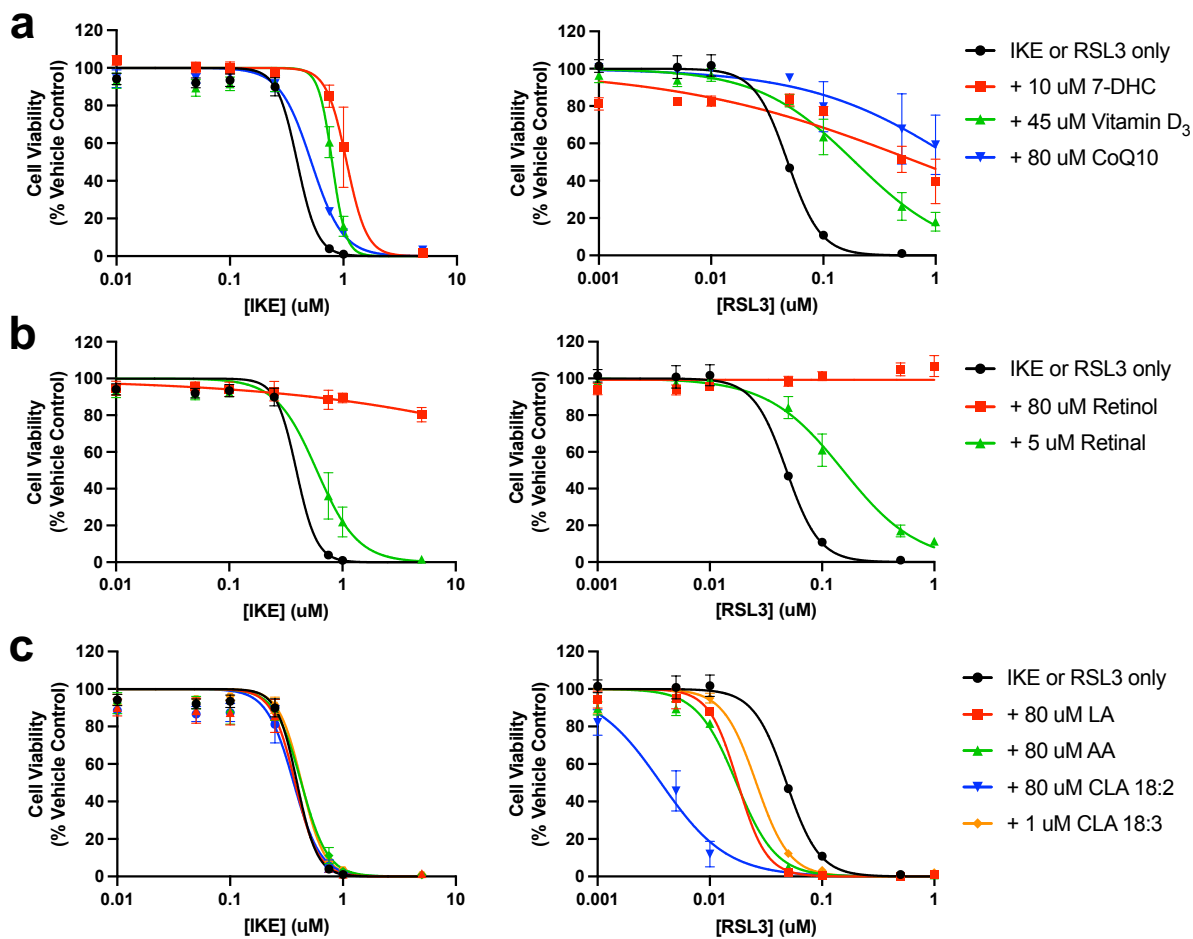 a
Cell Viability
(% Vehicle Control)
120
100
80
60
40
20
0
0.01
0.1
1
10
[IKE] (uM)
Cell Viability
(% Vehicle Control)
120
100
80
60
40
20
0
0.001
0.01
0.1
1
[RSL3] (uM)
IKE or RSL3 only
+ 10 uM 7-DHC
+ 45 uM Vitamin D3
+ 80 uM CoQ10
b
Cell Viability
(% Vehicle Control)
120
100
80
60
40
20
0
0.01
0.1
1
10
[IKE] (uM)
Cell Viability
(% Vehicle Control)
120
100
80
60
40
20
0
0.001
0.01
0.1
1
[RSL3] (uM)
IKE or RSL3 only
+ 80 uM Retinol
+ 5 uM Retinal
c
Cell Viability
(% Vehicle Control)
120
100
80
60
40
20
0
0.01
0.1
1
10
[IKE] (uM)
Cell Viability
(% Vehicle Control)
120
100
80
60
40
20
0
0.001
0.01
0.1
1
[RSL3] (uM)
IKE or RSL3 only
+ 80 uM LA
+ 80 uM AA
+ 80 uM CLA 18:2
+ 1 uM CLA 18:3